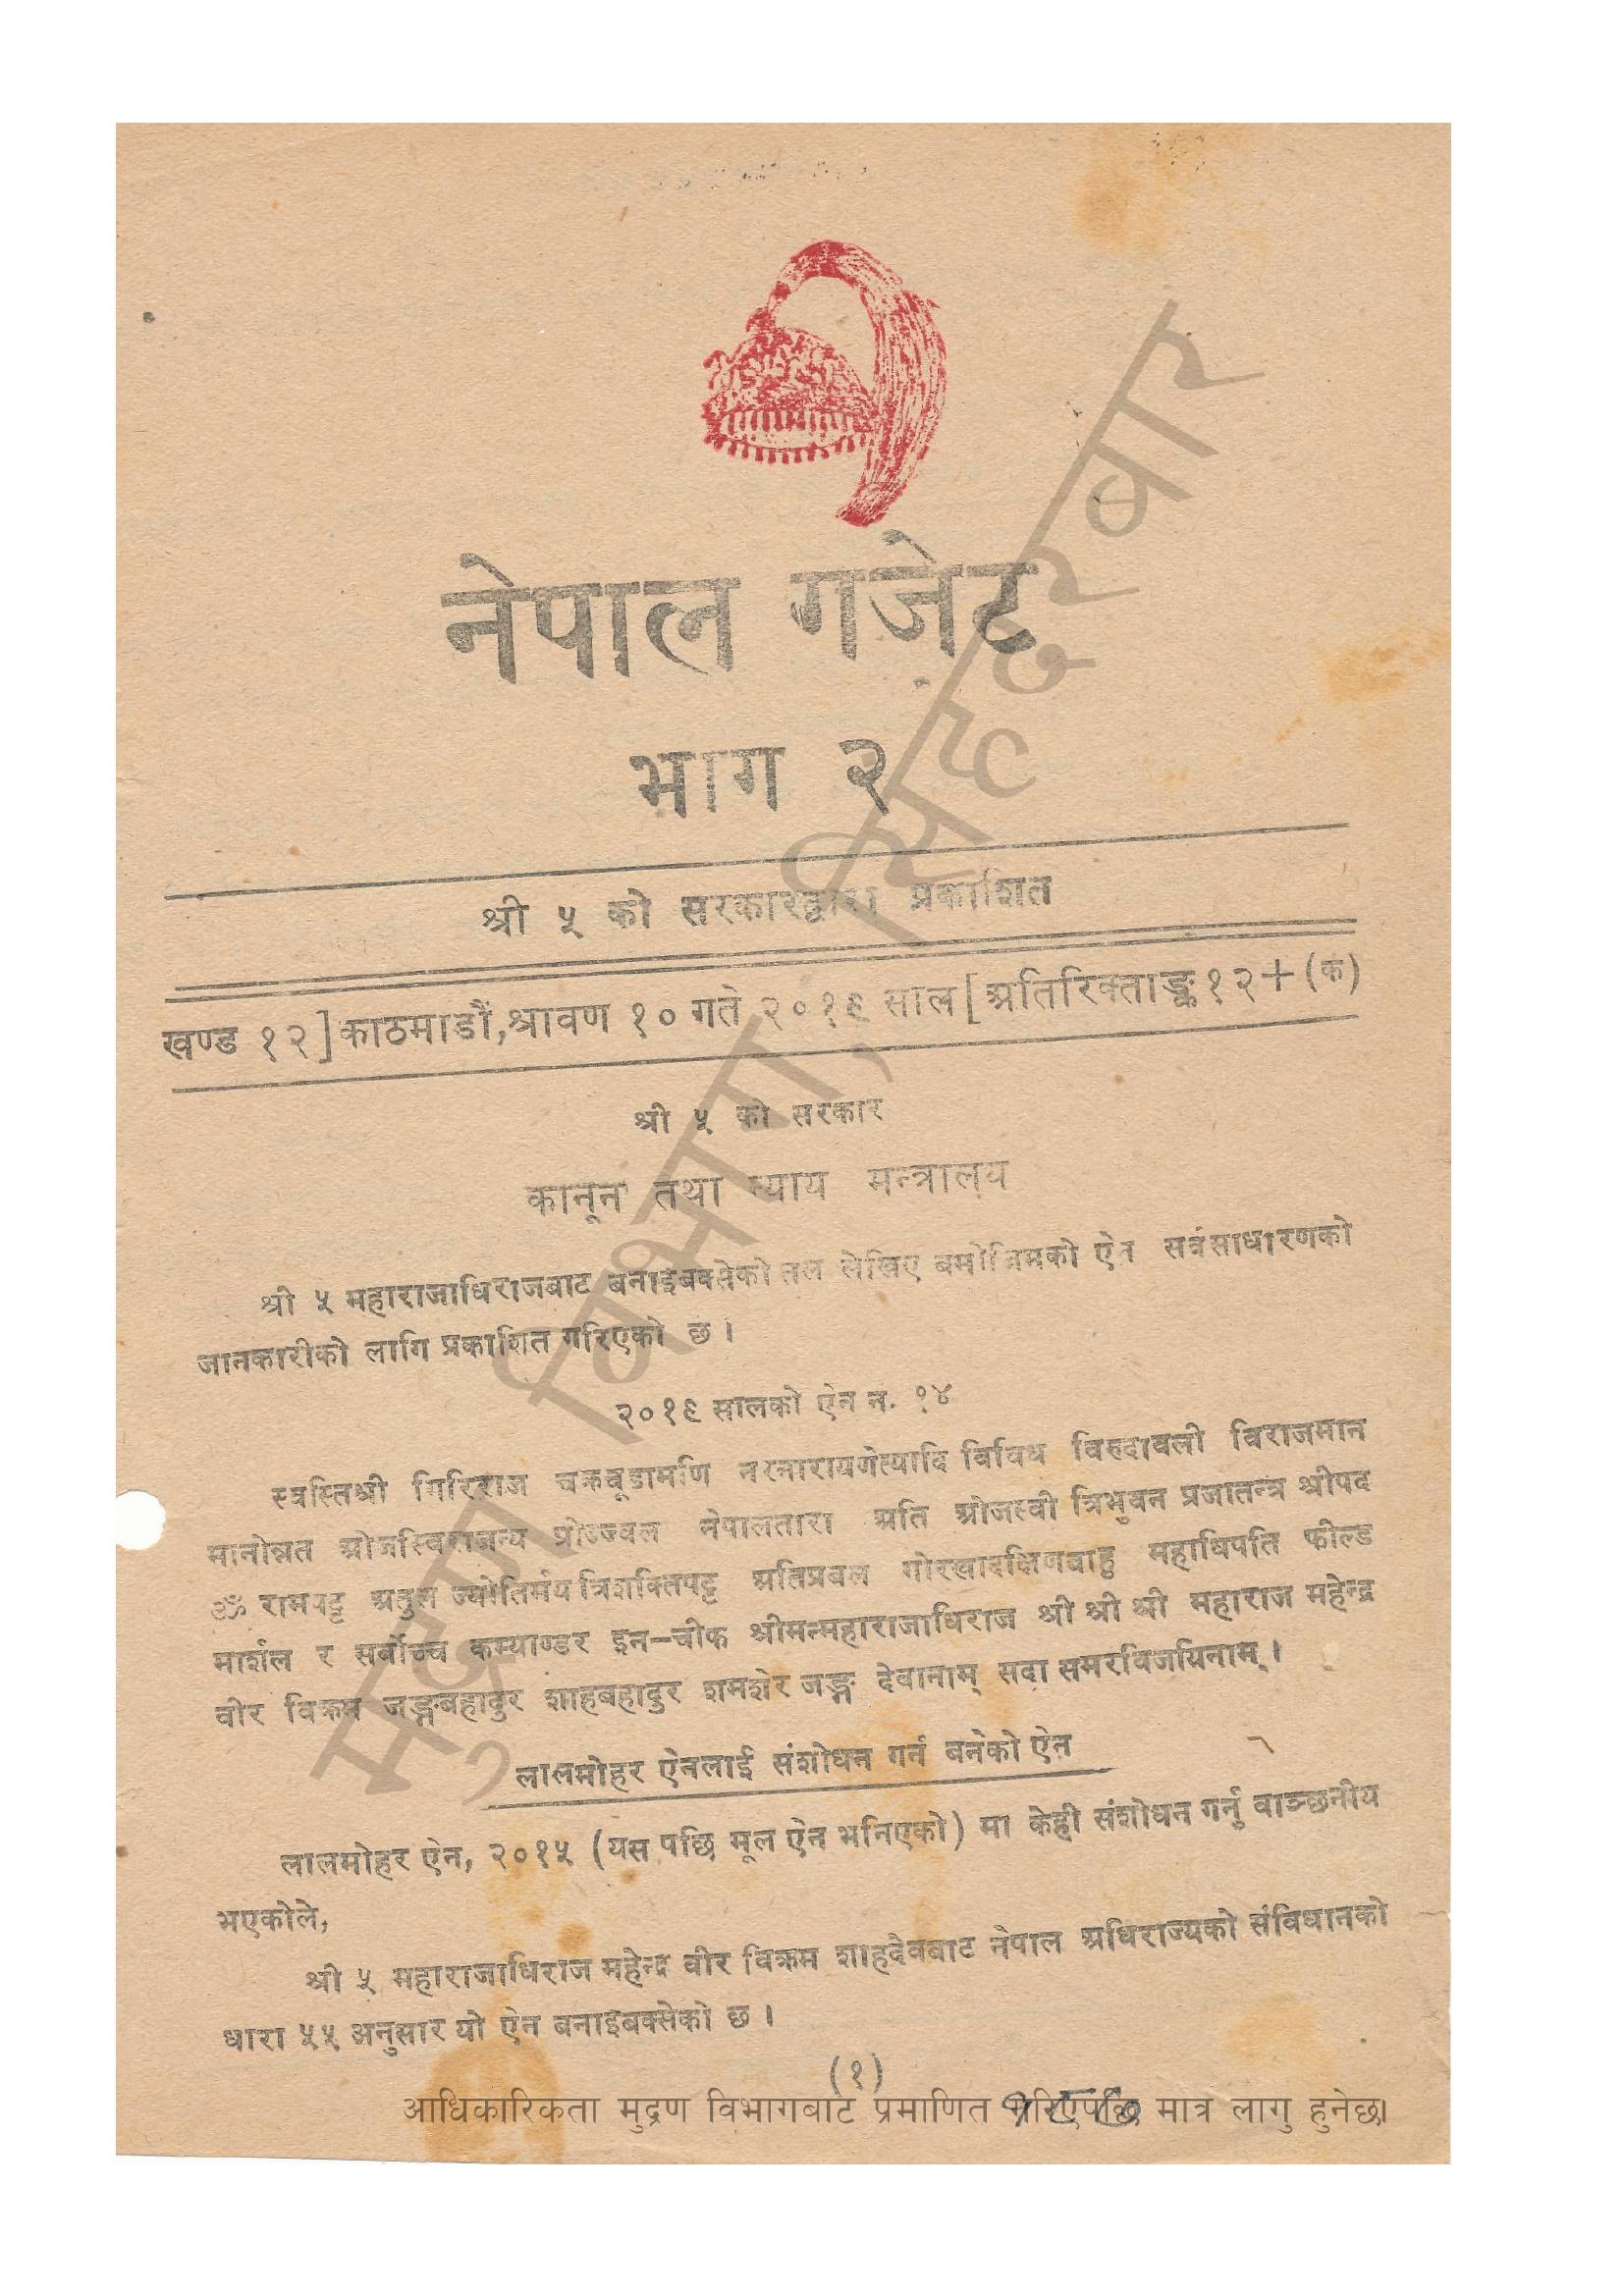 नेपाल गजेट
भाग २
श्री ५ को सरकारद्वारा प्रकाशित
खण्ड १२] काठमाडौं, श्रावण १० गते २०१९ साल [अतिरिक्ताङ्क १२+(क)
श्री ५ को सरकार
कानून तथा न्याय मन्त्रालय
श्री ५ महाराजाधिराजबाट बनाइबक्सेको तल लेखिए बमोजिमको ऐन सर्वसाधारणको
जानकारीको लागि प्रकाशित गरिएको छ ।
२०१९ सालको ऐन नं. १४
स्वस्तिश्री गिरिराज चक्रचूडामणि नरनारायणेत्यादि विविध विरुदावली विराजमान
मानोन्नत ओजस्विराजन्य प्रोज्ज्वल नेपालतारा अति ओजस्वी त्रिभुवन प्रजातन्त्र श्रीपद
ॐ रामपट्ट अतुल ज्योतिर्मय त्रिशक्तिपट्ट अतिप्रबल गोरखादक्षिणबाहु महाधिपति फील्ड
मार्शल र सर्वोच्च कम्याण्डर इन-चीफ श्रीमन्महाराजाधिराज श्री श्री श्री महाराज महेन्द्र
वीर विक्रम जङ्गबहादुर शाहबहादुर शमशेर जङ्ग देवानाम् सदा समरविजयिनाम् ।
लालमोहर ऐनलाई संशोधन गर्न बनेको ऐन
लालमोहर ऐन, २०१५ (यस पछि मूल ऐन भनिएको) मा केही संशोधन गर्नु वाञ्छनीय
भएकोले,
श्री ५ महाराजाधिराज महेन्द्र वीर विक्रम शाहदेवबाट नेपाल अधिराज्यको संविधानको
धारा ५५ अनुसार यो ऐन बनाइबक्सेको छ ।
(१)
आधिकारिकता मुद्रण विभागबाट प्रमाणित गरिएपछि मात्र लागु हुनेछ।
मुद्रण विभाग, सिंहदरबार